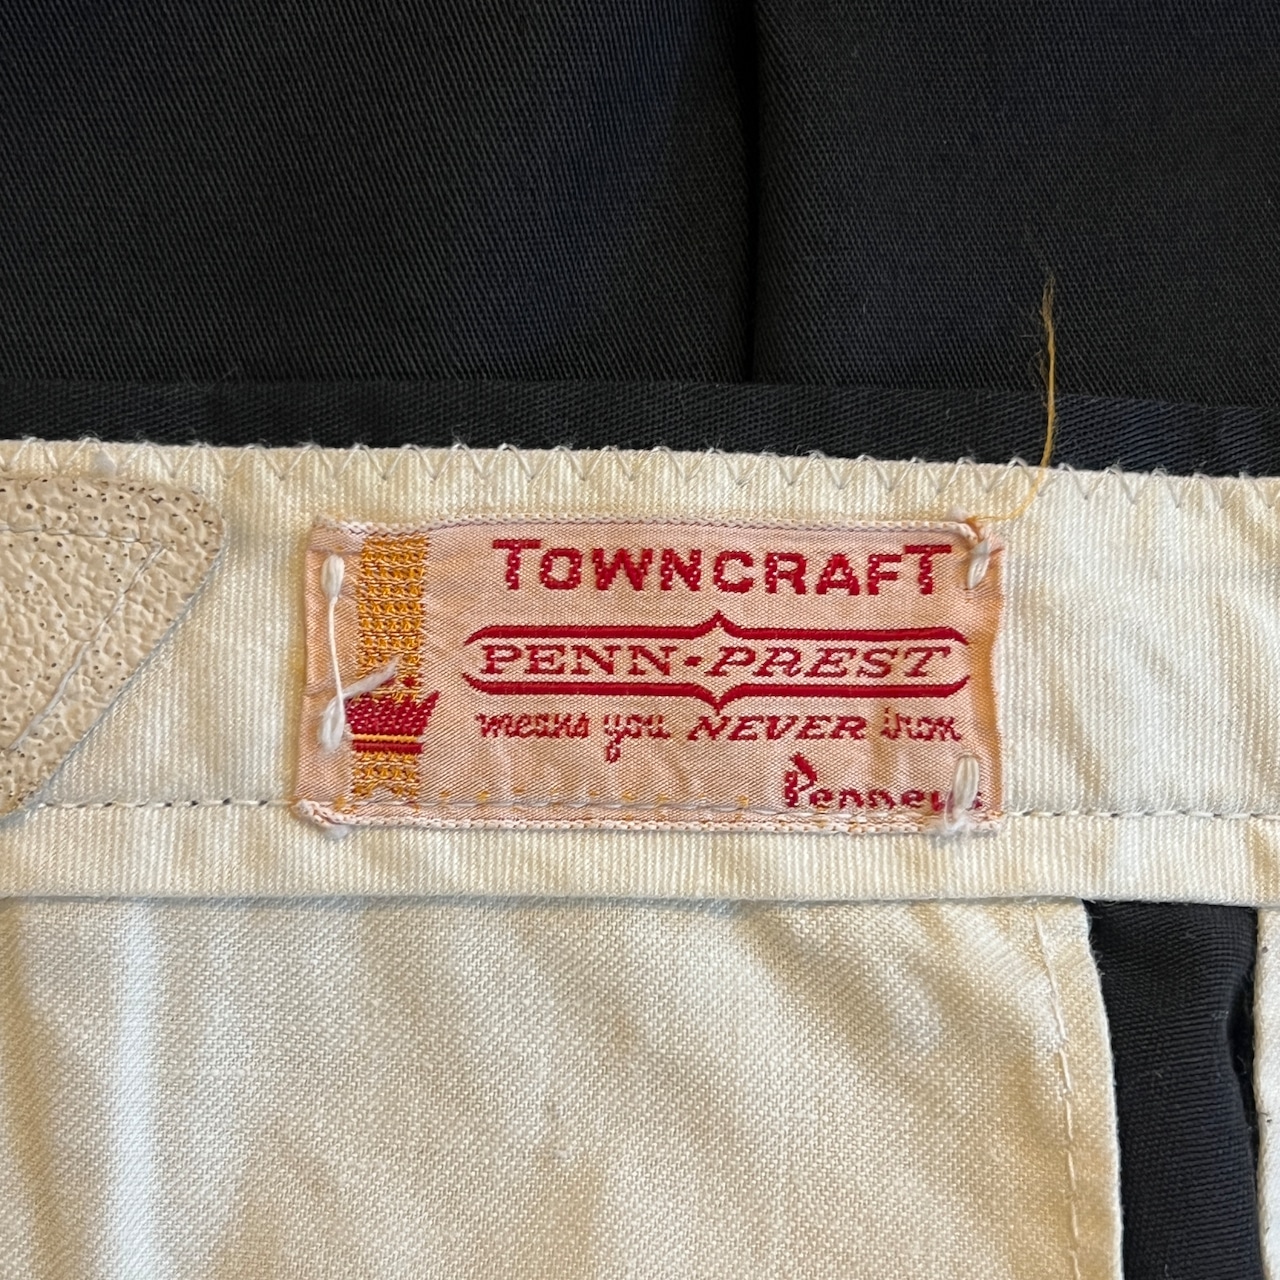 TOWNCRAFT
PENN-PREST
means you NEVER iron
Penneys